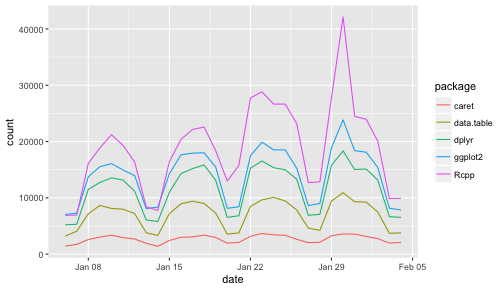 40000
30000
20000
10000
0
count
Jan 08
Jan 15
Jan 22
Jan 29
Feb 05
date
package
caret
data.table
dplyr
ggplot2
Rcpp